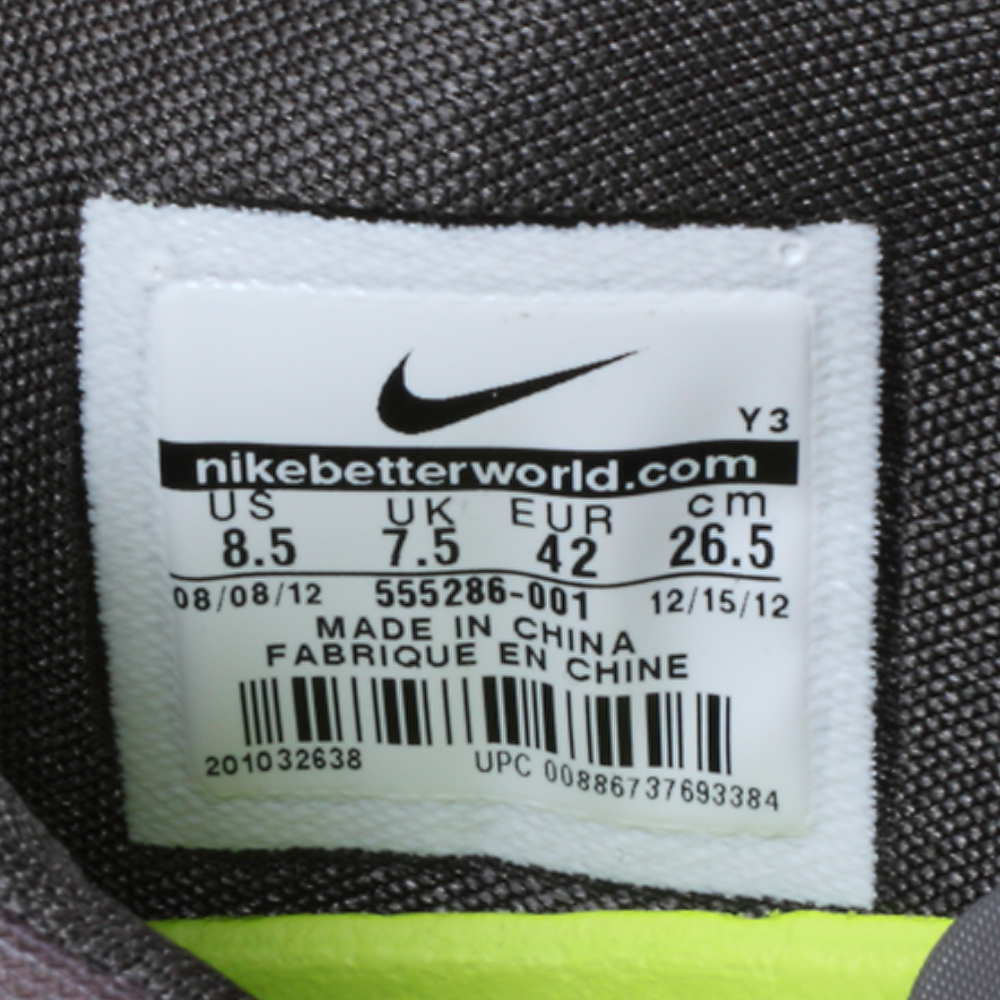 Y3
nikebetterworld.com
US UK EUR cm
8.5 7.5 42 26.5
08/08/12 555286-001 12/15/12
MADE IN CHINA
FABRIQUE EN CHINE
201032638 UPC 00886737693384